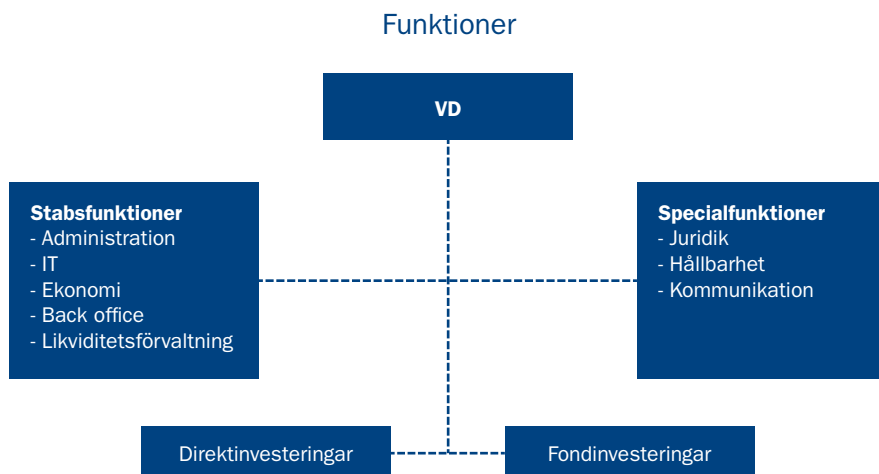 Funktioner
VD
Stabsfunktioner
- Administration
- IT
- Ekonomi
- Back office
- Likviditetsförvaltning
Specialfunktioner
- Juridik
- Hållbarhet
- Kommunikation
Direktinvesteringar
Fondinvesteringar